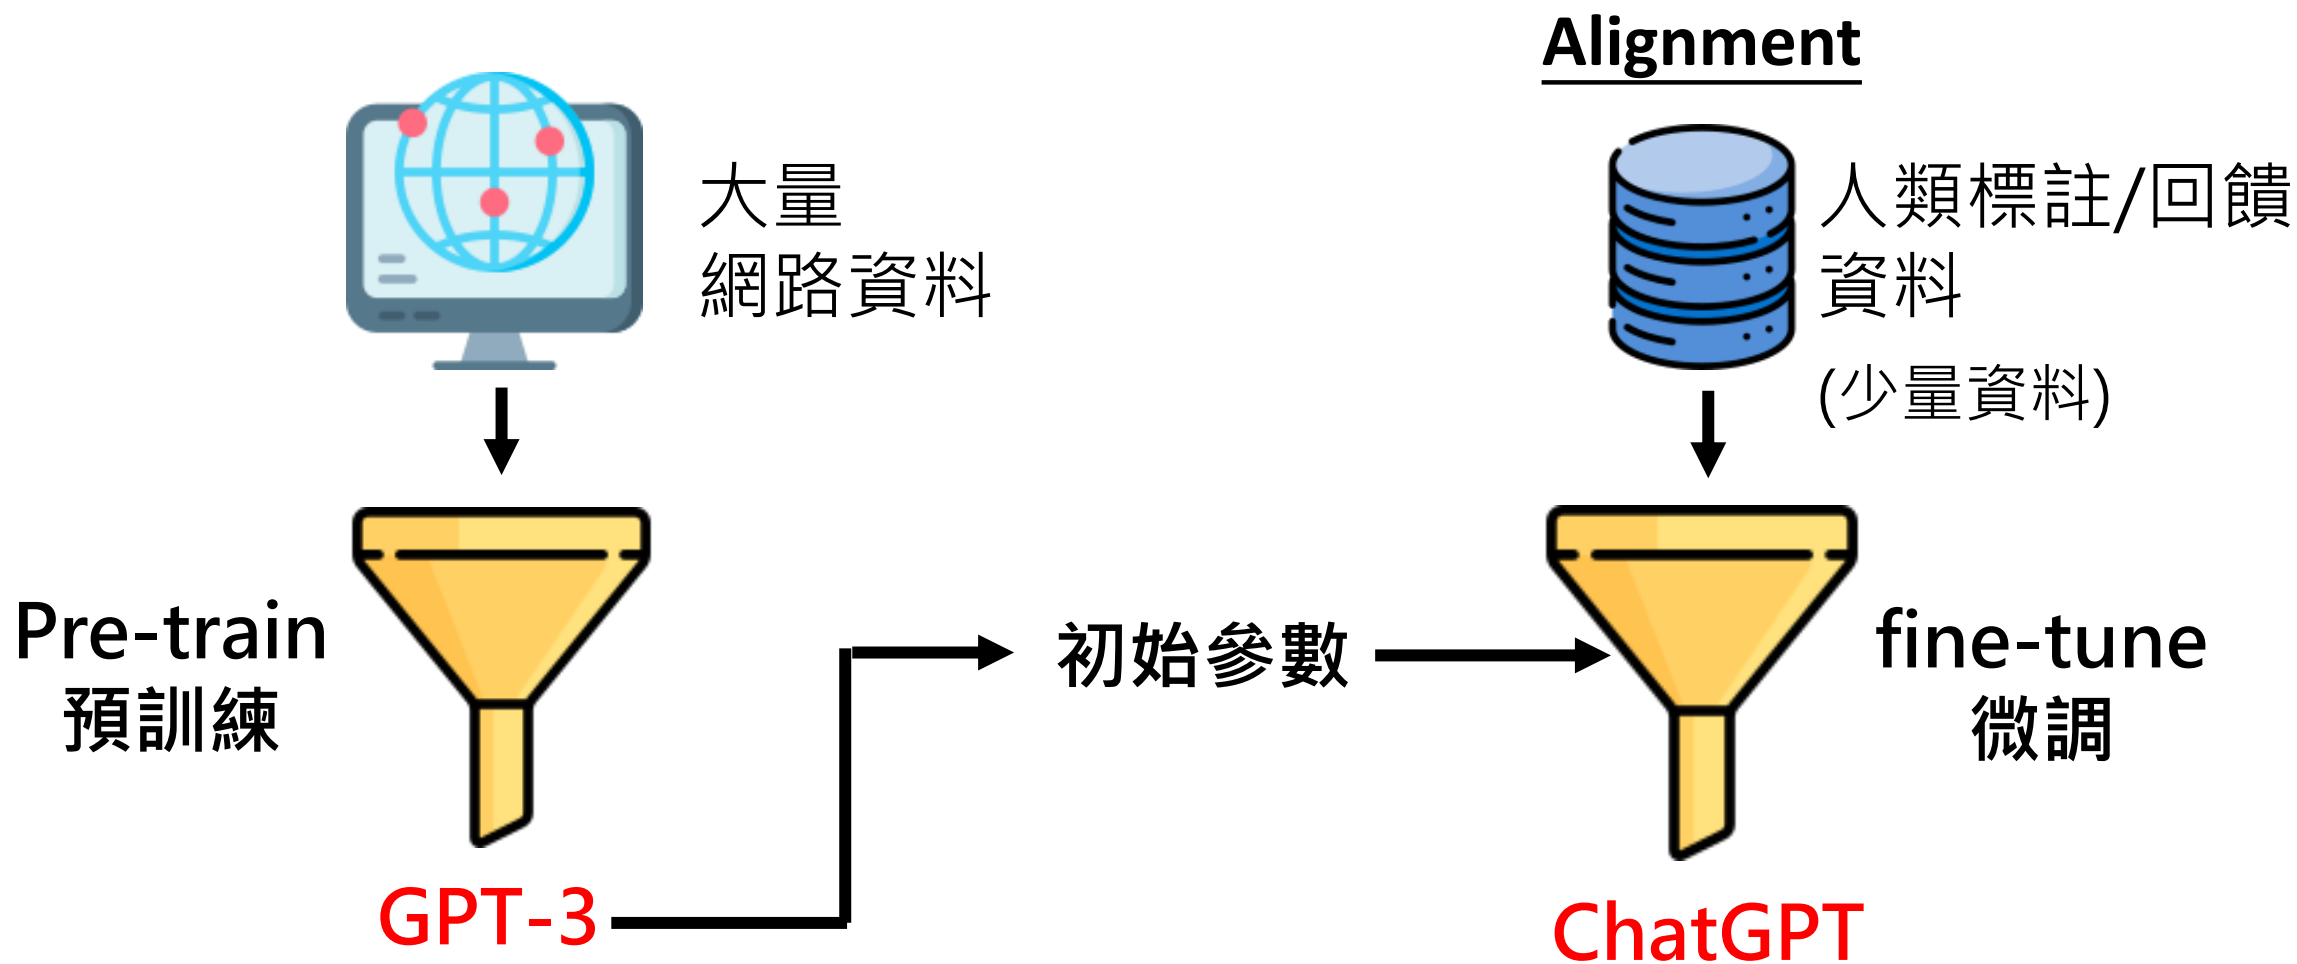 Alignment
大量
網路資料
人類標註/回饋
資料
(少量資料)
Pre-train
預訓練
初始參數
fine-tune
微調
GPT-3
ChatGPT